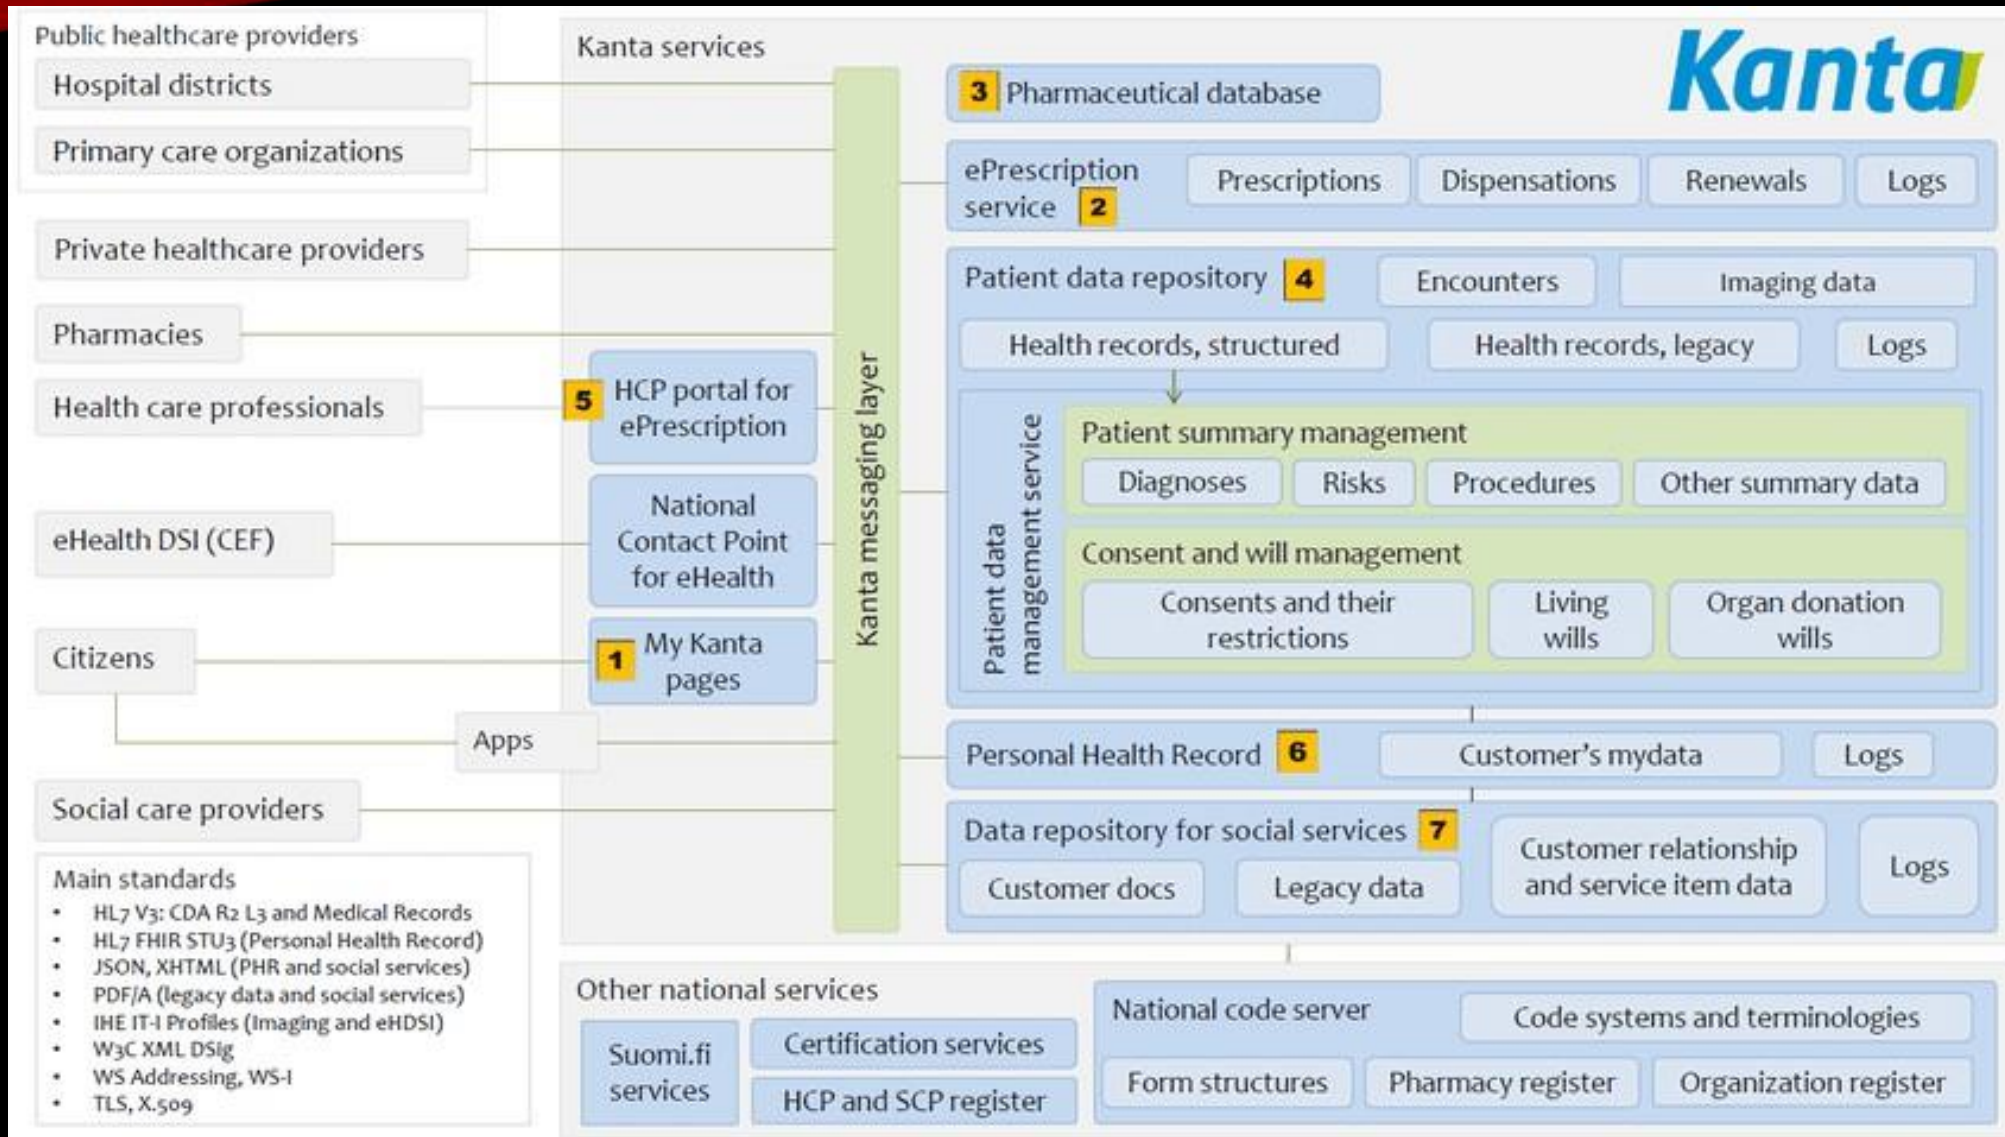 Public healthcare providers
Hospital districts
Primary care organizations
Private healthcare providers
Pharmacies
Health care professionals
eHealth DSI (CEF)
Citizens
Apps
Social care providers
Main standards
• HL7 V3: CDA R2 L3 and Medical Records
• HL7 FHIR STU3 (Personal Health Record)
• JSON, XHTML (PHR and social services)
• PDF/A (legacy data and social services)
• IHE IT-I Profiles (Imaging and eHDSI)
• W3C XML DSig
• WS Addressing, WS-I
• TLS, X.509
Kanta services
5 HCP portal for
ePrescription
National
Contact Point
for eHealth
1 My Kanta
pages
Kanta messaging layer
Kanta
3 Pharmaceutical database
ePrescription
service 2
Prescriptions
Dispensations
Renewals
Logs
Patient data repository 4
Encounters
Imaging data
Health records, structured
Health records, legacy
Logs
Patient data
management service
Patient summary management
Diagnoses
Risks
Procedures
Other summary data
Consent and will management
Consents and their
restrictions
Living
wills
Organ donation
wills
Personal Health Record 6
Customer's mydata
Logs
Data repository for social services 7
Customer docs
Legacy data
Customer relationship
and service item data
Logs
Other national services
Suomi.fi
services
Certification services
HCP and SCP register
National code server
Code systems and terminologies
Form structures
Pharmacy register
Organization register